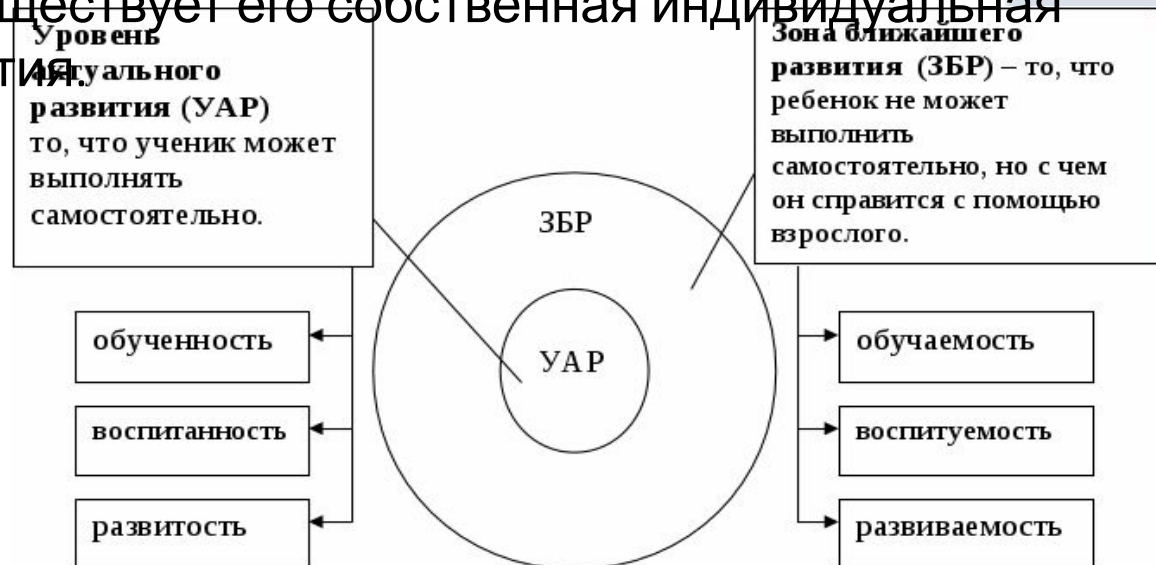 ществует его собственная индивидуальная
тия.
Уровень
актуального
развития (УАР)
то, что ученик может
выполнять
самостоятельно.
Зона ближайшего
развития (ЗБР) – то, что
ребенок не может
выполнить
самостоятельно, но с чем
он справится с помощью
взрослого.
ЗБР
УАР
обученность
воспитанность
развитость
обучаемость
воспитуемость
развиваемость